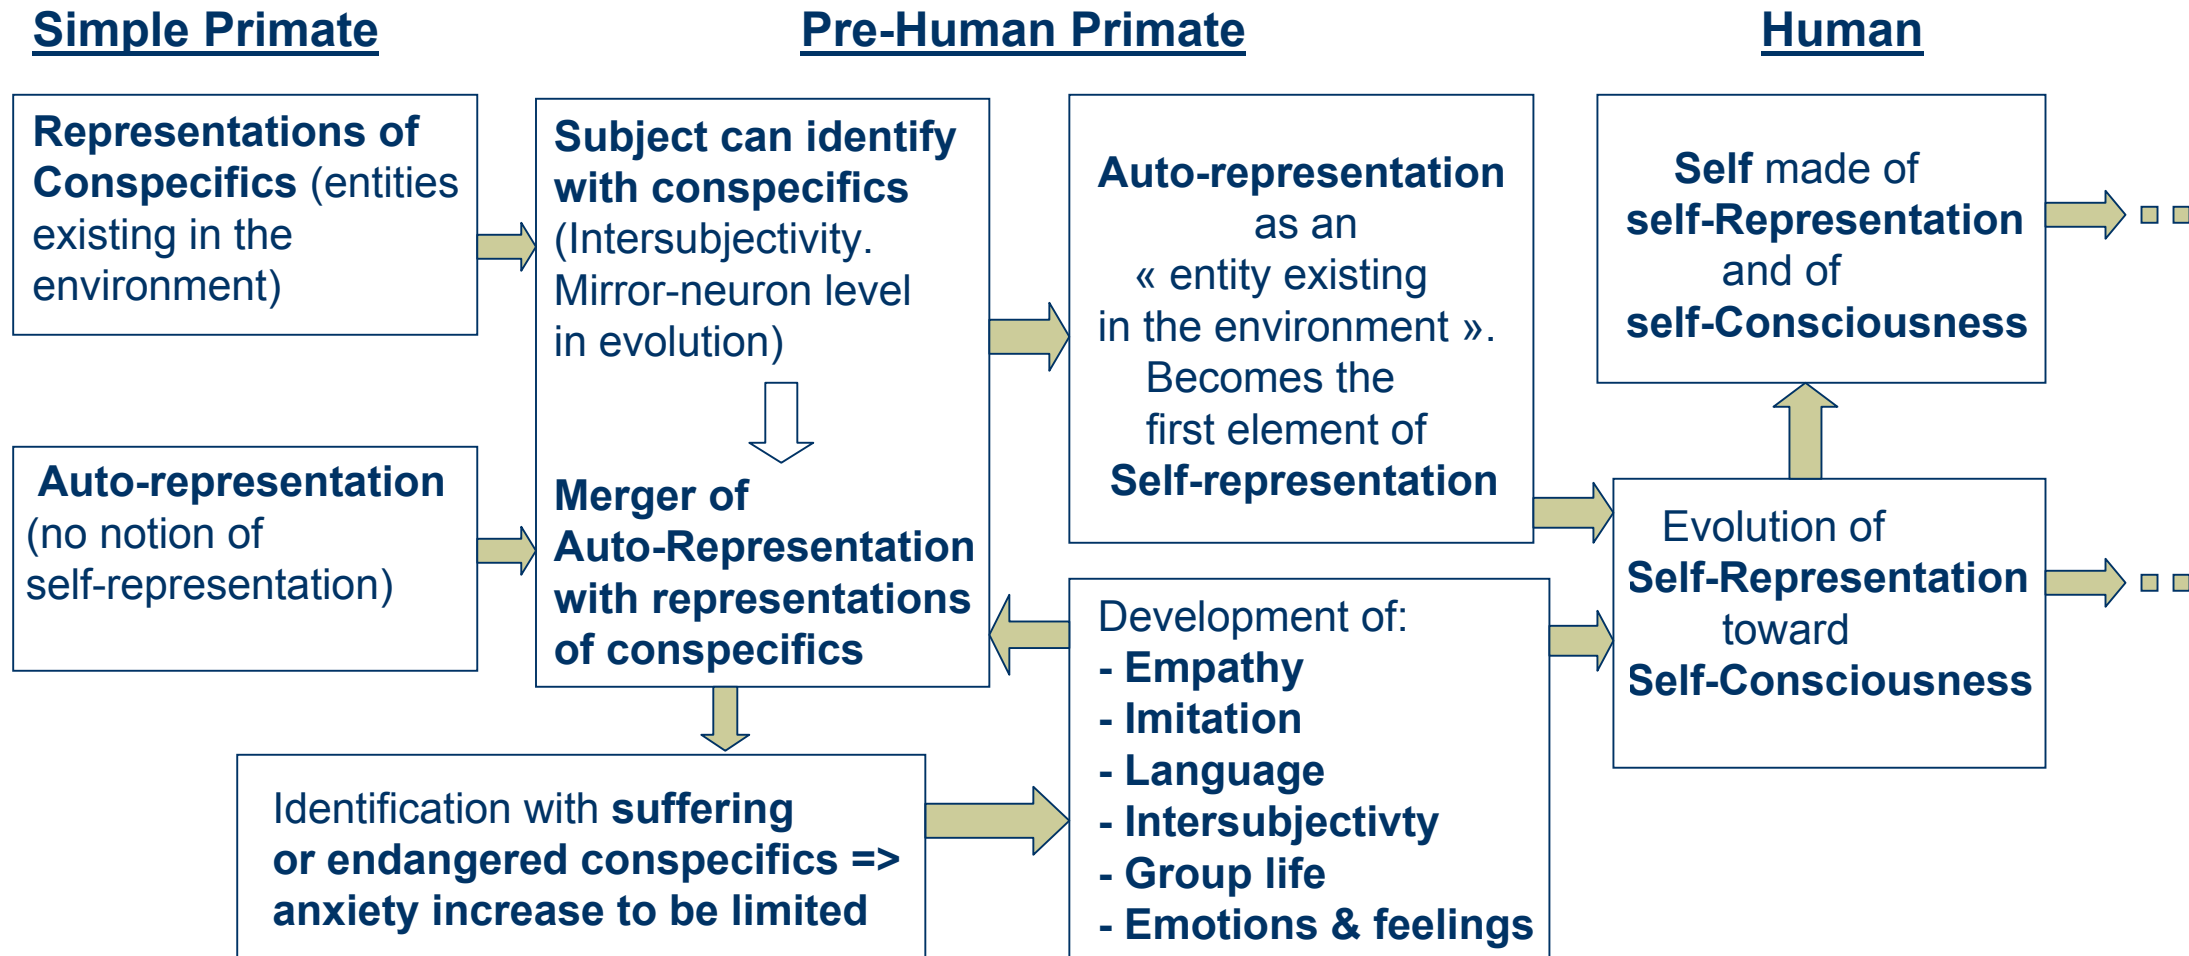 Simple Primate
Pre-Human Primate
Human
Representations of
Conspecifics (entities
existing in the
environment)
Auto-representation
(no notion of
self-representation)
Subject can identify
with conspecifics
(Intersubjectivity.
Mirror-neuron level
in evolution)
Merger of
Auto-Representation
with representations
of conspecifics
Identification with suffering
or endangered conspecifics =>
anxiety increase to be limited
Auto-representation
as an
« entity existing
in the environment ».
Becomes the
first element of
Self-representation
Development of:
- Empathy
- Imitation
- Language
- Intersubjectivty
- Group life
- Emotions & feelings
Self made of
self-Representation
and of
self-Consciousness
Evolution of
Self-Representation
toward
Self-Consciousness